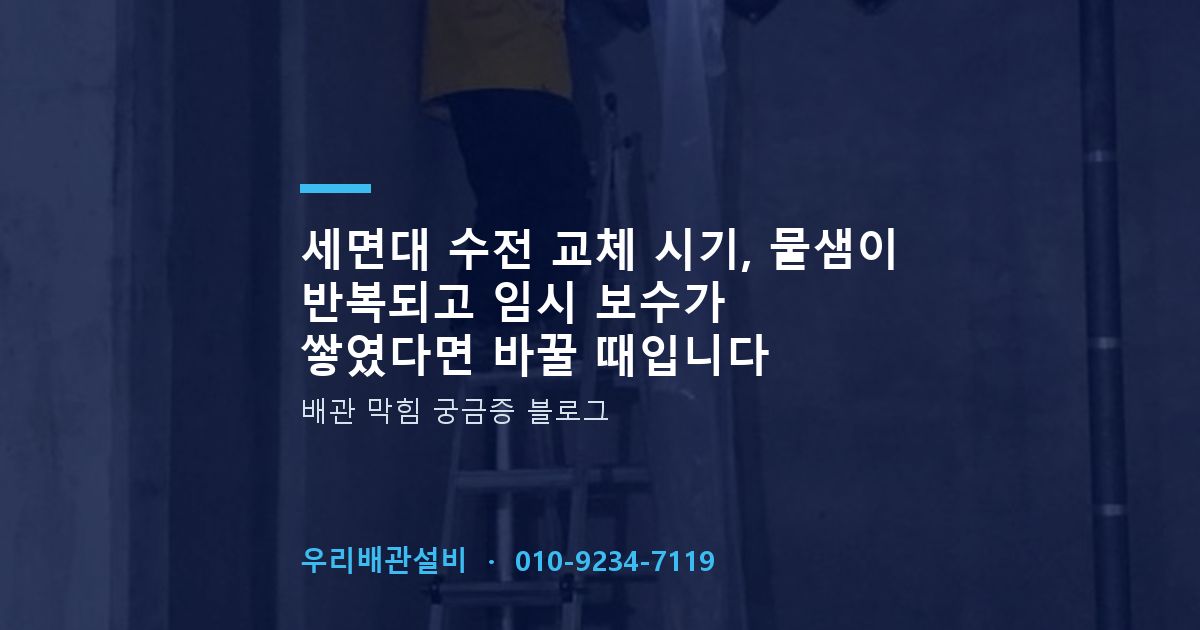 세면대 수전 교체 시기, 물샘이
반복되고 임시 보수가
쌓였다면 바꿀 때입니다
배관 막힘 궁금증 블로그
우리배관설비 · 010-9234-7119